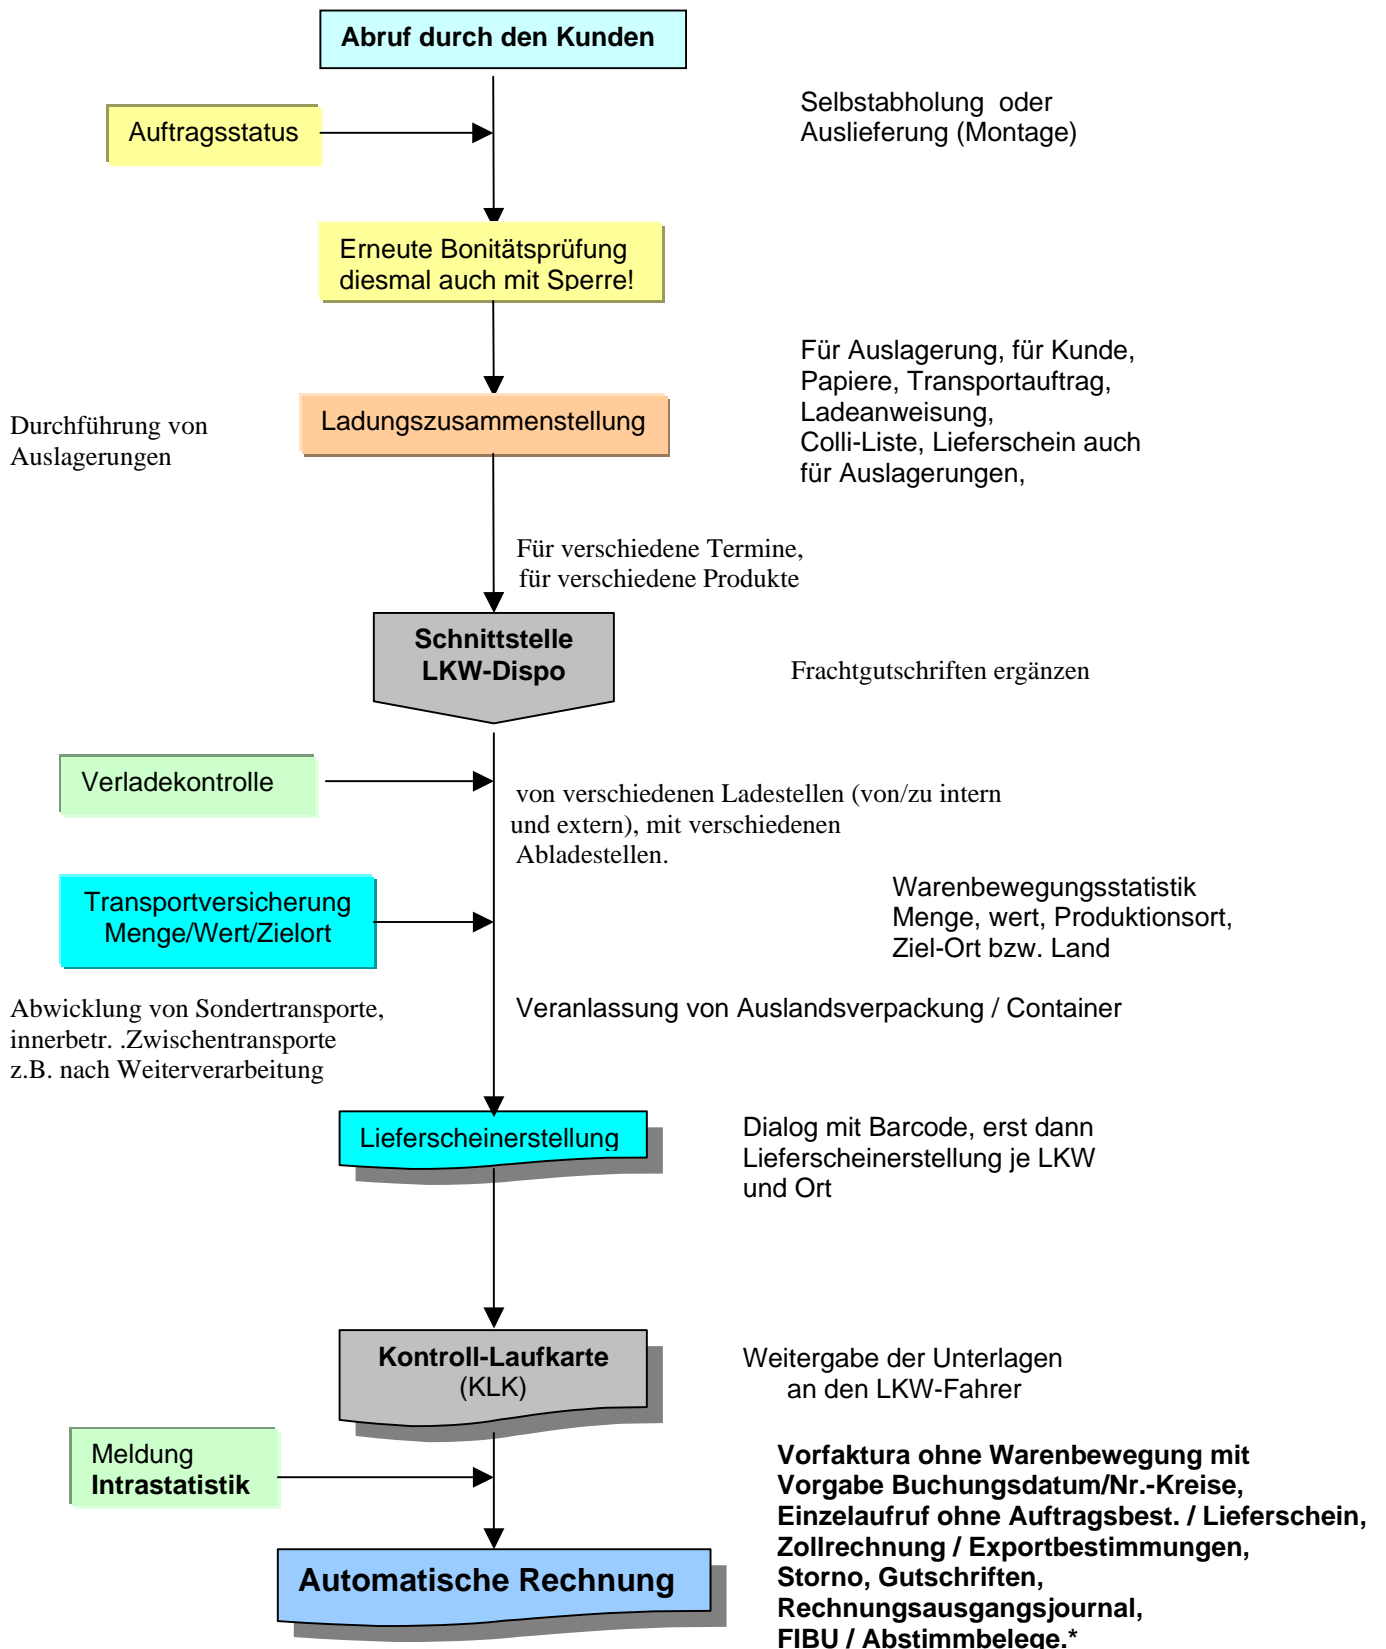 Abruf durch den Kunden
Auftragsstatus
Selbstabholung oder
Auslieferung (Montage)
Erneute Bonitätsprüfung
diesmal auch mit Sperre!
Für Auslagerung, für Kunde,
Papiere, Transportauftrag,
Ladeanweisung,
Colli-Liste, Lieferschein auch
für Auslagerungen,
Ladungszusammenstellung
Durchführung von
Auslagerungen
Für verschiedene Termine,
für verschiedene Produkte
Schnittstelle
LKW-Dispo
Frachtgutschriften ergänzen
Verladekontrolle
von verschiedenen Ladestellen (von/zu intern
und extern), mit verschiedenen
Abladestellen.
Transportversicherung
Menge/Wert/Zielort
Warenbewegungsstatistik
Menge, wert, Produktionsort,
Ziel-Ort bzw. Land
Abwicklung von Sondertransporte,
innerbetr. .Zwischentransporte
z.B. nach Weiterverarbeitung
Veranlassung von Auslandsverpackung / Container
Lieferscheinerstellung
Dialog mit Barcode, erst dann
Lieferscheinerstellung je LKW
und Ort
Kontroll-Laufkarte
(KLK)
Weitergabe der Unterlagen
an den LKW-Fahrer
Meldung
Intrastatistik
Vorfaktura ohne Warenbewegung mit
Vorgabe Buchungsdatum/Nr.-Kreise,
Einzelaufruf ohne Auftragsbest. / Lieferschein,
Zollrechnung / Exportbestimmungen,
Storno, Gutschriften,
Rechnungsausgangsjournal,
FIBU / Abstimmbelege.*
Automatische Rechnung